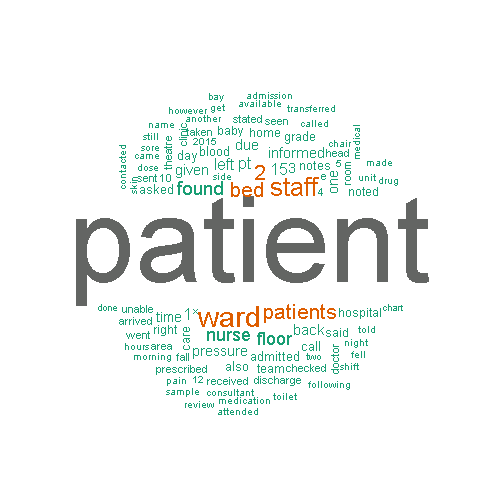 bay admission
however get available
another transferred
name taken stated seen called
still clinic 2015 baby home grade
sore theatre blood due informed head chair medical
came day left pt 2 153 notes 5 made
contacted dose given side e room unit drug
skin sent 10 asked found bed staff 4 one noted
patient
done unable time 1 x ward patients hospital chart
arrived right nurse floor back said told
went care call night
hours area pressure also admitted two doctor fell
morning fall team checked shift
prescribed
pain 12 received discharge following
sample consultant toilet
review medication
attended